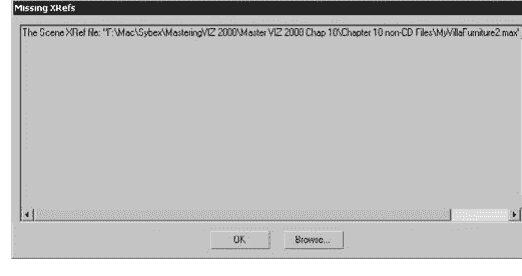 Missing XRefs
The Scene XRef file: "F:\Mac\Sybex\MasteringVIZ 2000\Master VIZ 2000 Chap 10\Chapter 10 non-CD Files\MyVillaFurniture2.max"
OK
Browse...